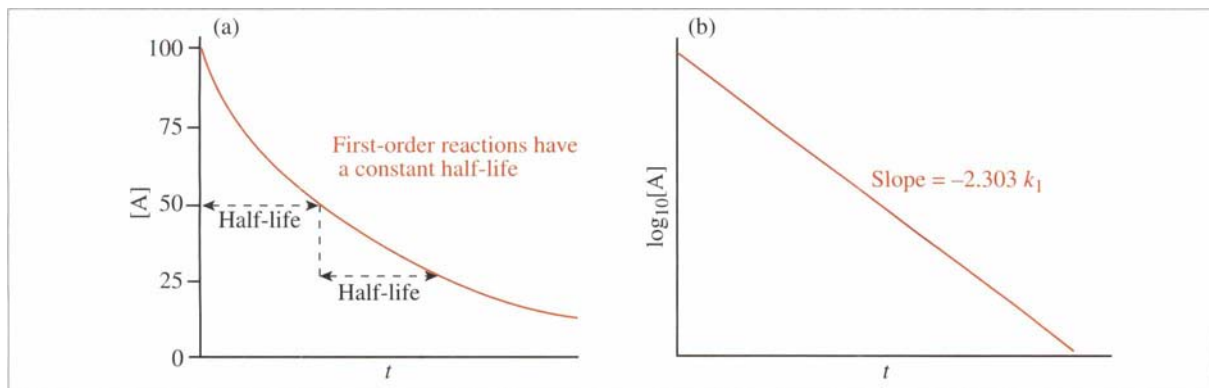 (a)
100
75
50
25
0
[A]
First-order reactions have
a constant half-life
Half-life
Half-life
t
(b)
log₁₀[A]
Slope = –2.303 k₁
t